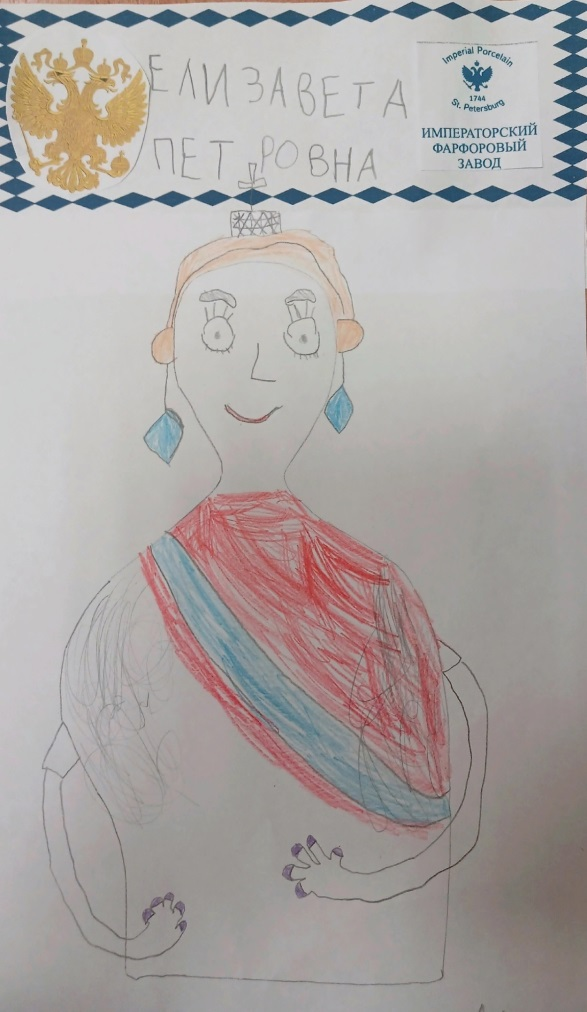 ЕЛИЗАВЕТА
ПЕТРОВНА
Imperial Porcelain
1744
St. Petersburg
ИМПЕРАТОРСКИЙ
ФАРФОРОВЫЙ
ЗАВОД